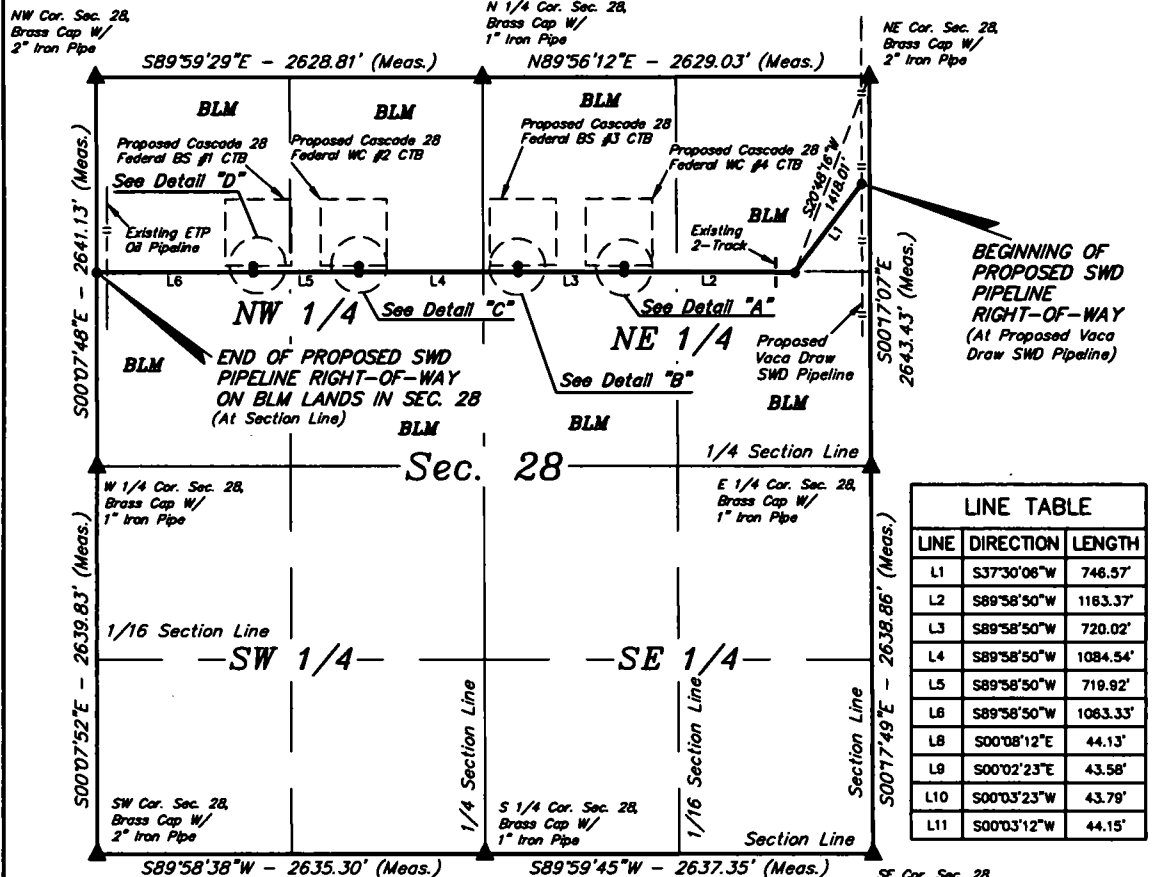 NW Cor. Sec. 28,
Brass Cap W/
2" Iron Pipe
N 1/4 Cor. Sec. 28,
Brass Cap W/
1" Iron Pipe
NE Cor. Sec. 28,
Brass Cap W/
2" Iron Pipe
S89°59'29"E - 2628.81' (Meas.)
N89°56'12"E - 2629.03' (Meas.)
BLM
BLM
BLM
Proposed Cascade 28
Federal BS #1 CTB
Proposed Cascade 28
Federal WC #2 CTB
Proposed Cascade 28
Federal BS #3 CTB
Proposed Cascade 28
Federal WC #4 CTB
See Detail "D"
S00°07'48"E - 2641.13' (Meas.)
Existing ETP
Oil Pipeline
Existing
2-Track
BLM
S20°48'16"W
1418.01'
L1
BEGINNING OF
PROPOSED SWD
PIPELINE
RIGHT-OF-WAY
(At Proposed Vaca
Draw SWD Pipeline)
L6
L5
L4
L3
L2
NW 1/4
See Detail "C"
See Detail "A"
NE 1/4
See Detail "B"
Proposed
Vaca Draw
SWD Pipeline
S00°17'07"E
2643.43' (Meas.)
BLM
END OF PROPOSED SWD
PIPELINE RIGHT-OF-WAY
ON BLM LANDS IN SEC. 28
(At Section Line)
BLM
BLM
BLM
1/4 Section Line
Sec. 28
W 1/4 Cor. Sec. 28,
Brass Cap W/
1" Iron Pipe
E 1/4 Cor. Sec. 28,
Brass Cap W/
1" Iron Pipe
S00°07'52"E - 2639.83' (Meas.)
1/16 Section Line
SW 1/4
SE 1/4
1/4 Section Line
1/16 Section Line
Section Line
S00°17'49"E - 2638.86' (Meas.)
SW Cor. Sec. 28,
Brass Cap W/
2" Iron Pipe
S 1/4 Cor. Sec. 28,
Brass Cap W/
1" Iron Pipe
Section Line
S89°58'38"W - 2635.30' (Meas.)
S89°59'45"W - 2637.35' (Meas.)
SE Cor. Sec. 28,
LINE TABLE
LINE DIRECTION LENGTH
L1 S37°30'06"W 746.57'
L2 S89°58'50"W 1163.37'
L3 S89°58'50"W 720.02'
L4 S89°58'50"W 1084.54'
L5 S89°58'50"W 719.92'
L6 S89°58'50"W 1063.33'
L8 S00°08'12"E 44.13'
L9 S00°02'23"E 43.58'
L10 S00°03'23"W 43.79'
L11 S00°03'12"W 44.15'